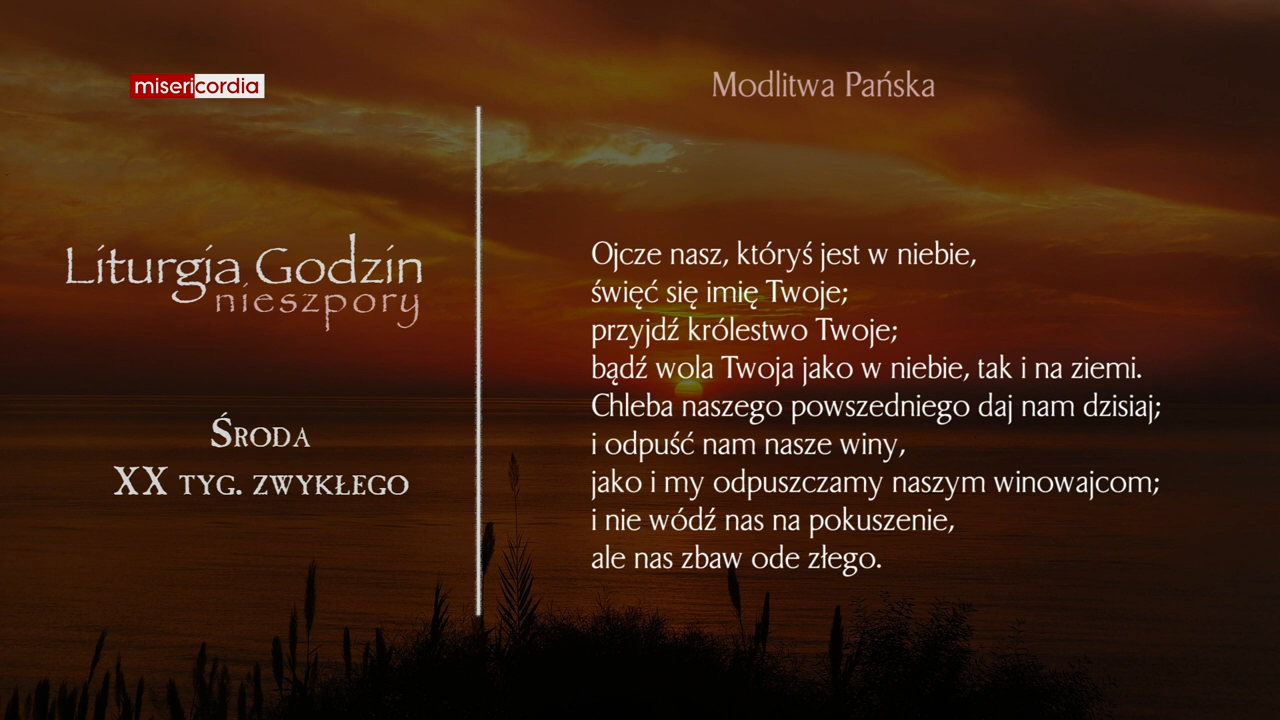 misericordia
Liturgia Godzin
nieszpory
Środa
XX tyg. zwykłego
Modlitwa Pańska
Ojcze nasz, któryś jest w niebie,
święć się imię Twoje;
przyjdź królestwo Twoje;
bądź wola Twoja jako w niebie, tak i na ziemi.
Chleba naszego powszedniego daj nam dzisiaj;
i odpuść nam nasze winy,
jako i my odpuszczamy naszym winowajcom;
i nie wódź nas na pokuszenie,
ale nas zbaw ode złego.